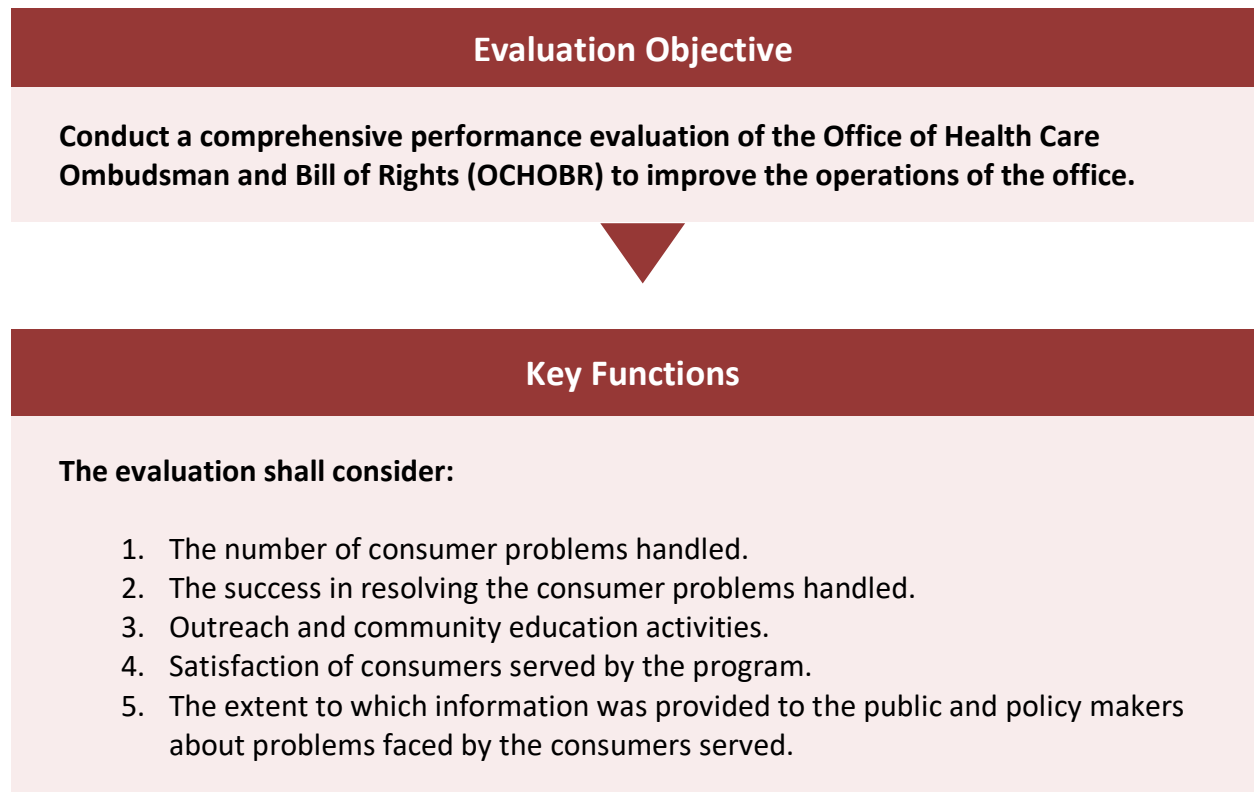 Evaluation Objective
Conduct a comprehensive performance evaluation of the Office of Health Care
Ombudsman and Bill of Rights (OCHOBR) to improve the operations of the office.
Key Functions
The evaluation shall consider:
1. The number of consumer problems handled.
2. The success in resolving the consumer problems handled.
3. Outreach and community education activities.
4. Satisfaction of consumers served by the program.
5. The extent to which information was provided to the public and policy makers
about problems faced by the consumers served.